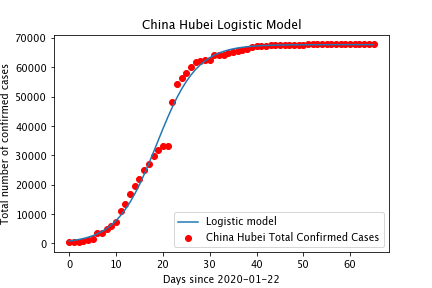 China Hubei Logistic Model
Total number of confirmed cases
70000
60000
50000
40000
30000
20000
10000
0
Logistic model
China Hubei Total Confirmed Cases
0 10 20 30 40 50 60
Days since 2020-01-22